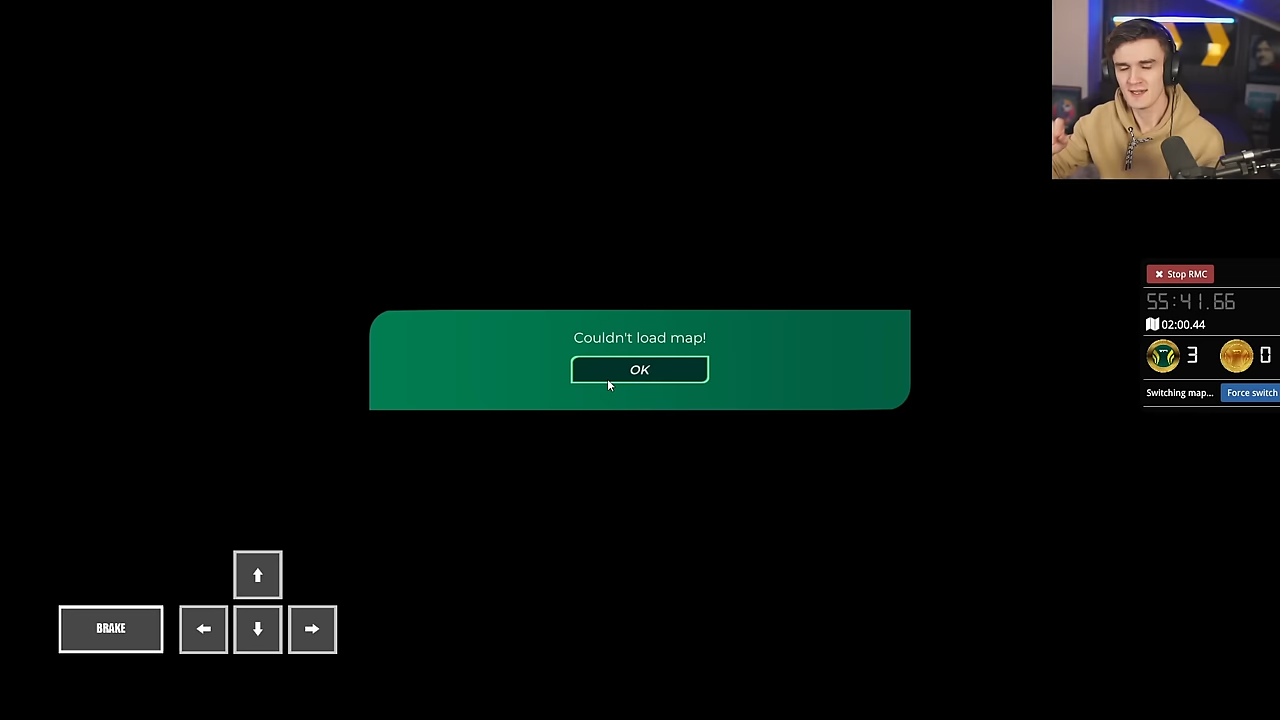 Stop RMC
55:41.66
02:00.44
Couldn't load map!
3
0
OK
Switching map...
Force switch
BRAKE